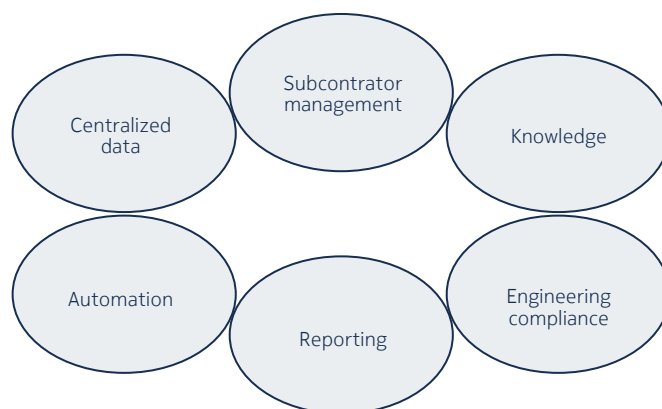 Subcontrator
management
Centralized
data
Knowledge
Automation
Engineering
compliance
Reporting